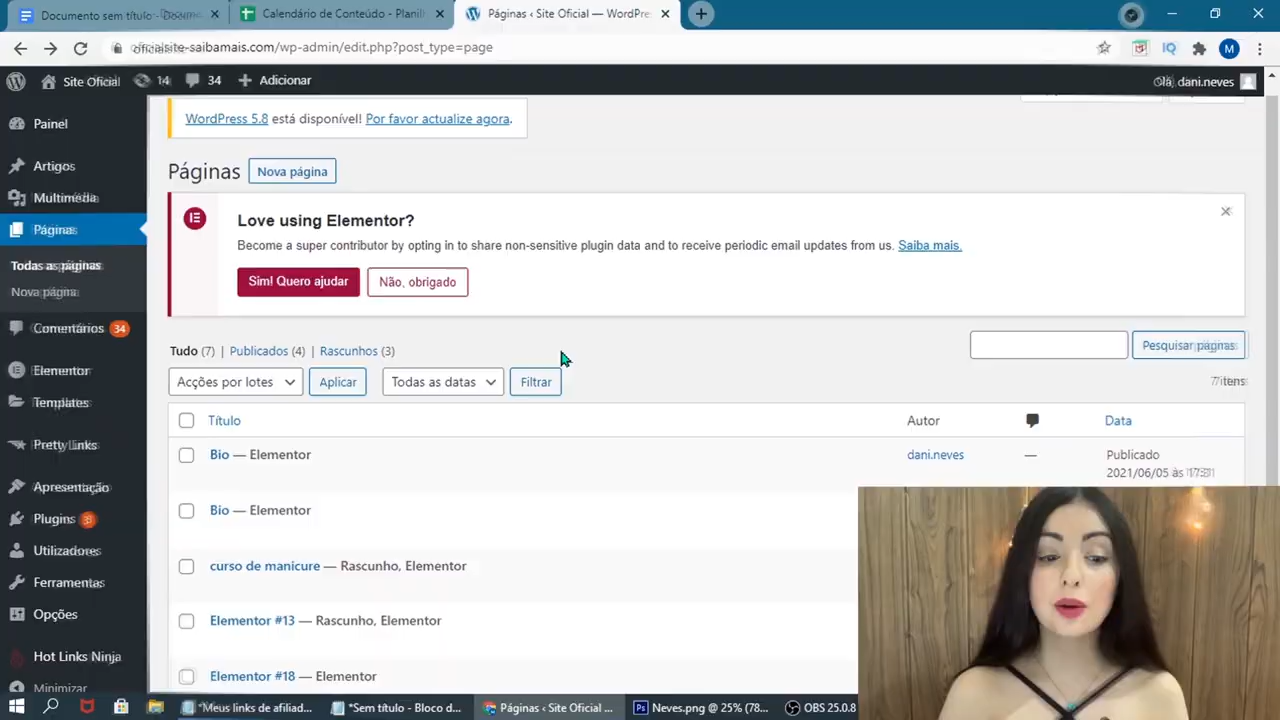 Documento sem título - Docum
Calendário de Conteúdo - Planilh
Páginas ‹ Site Oficial — WordPre
oficialsite-saibamais.com/wp-admin/edit.php?post_type=page
IQ
M
Site Oficial
14
34
Adicionar
Olá, dani.neves
Painel
Artigos
Multimédia
Páginas
Todas as páginas
Nova página
Comentários 34
Elementor
Templates
Pretty Links
Apresentação
Plugins
Utilizadores
Ferramentas
Opções
Hot Links Ninja
Minimizar
WordPress 5.8 está disponível! Por favor actualize agora.
Páginas
Nova página
Love using Elementor?
Become a super contributor by opting in to share non-sensitive plugin data and to receive periodic email updates from us. Saiba mais.
Sim! Quero ajudar
Não, obrigado
Tudo (7) | Publicados (4) | Rascunhos (3)
Pesquisar páginas
Acções por lotes
Aplicar
Todas as datas
Filtrar
7 itens
Título
Autor
Data
Bio — Elementor
dani.neves
—
Publicado
2021/06/05 às
Bio — Elementor
curso de manicure — Rascunho, Elementor
Elementor #13 — Rascunho, Elementor
Elementor #18 — Elementor
*Meus links de afiliad...
*Sem título - Bloco d...
Páginas ‹ Site Oficial ...
Neves.png @ 25% (78...
OBS 25.0.8